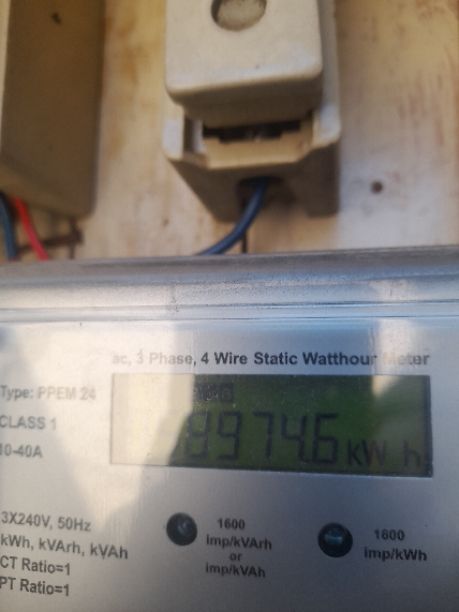 ac, 3 Phase, 4 Wire Static Watthour Meter
Type: PPEM 24
CLASS 1
10-40A
8974.6 kWh
3X240V, 50Hz
kWh, kVArh, kVAh
CT Ratio=1
PT Ratio=1
1600
imp/kVArh
or
imp/kVAh
1600
imp/kWh